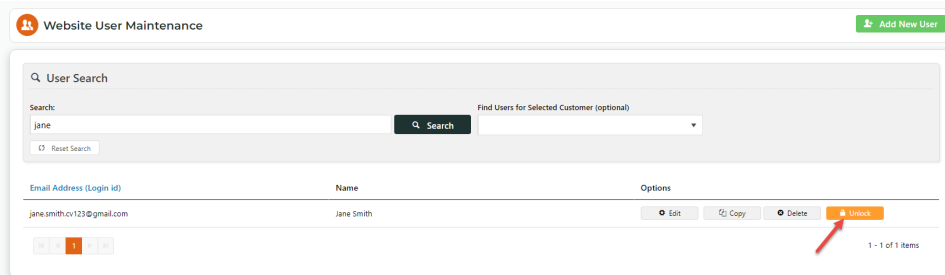 Website User Maintenance
Add New User
User Search
Search:
Find Users for Selected Customer (optional)
jane
Search
Reset Search
Email Address (Login id) Name Options
jane.smith.cv123@gmail.com Jane Smith Edit Copy Delete Unlock
1
1 - 1 of 1 items